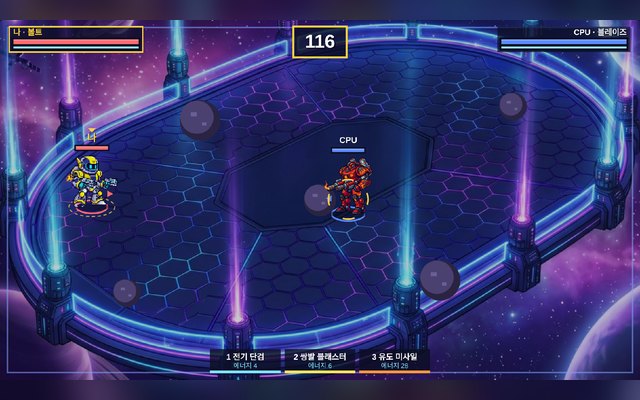 나 · 볼트
116
CPU · 블레이즈
나
CPU
1 전기 단검
에너지 4
2 쌍발 블래스터
에너지 6
3 유도 미사일
에너지 26